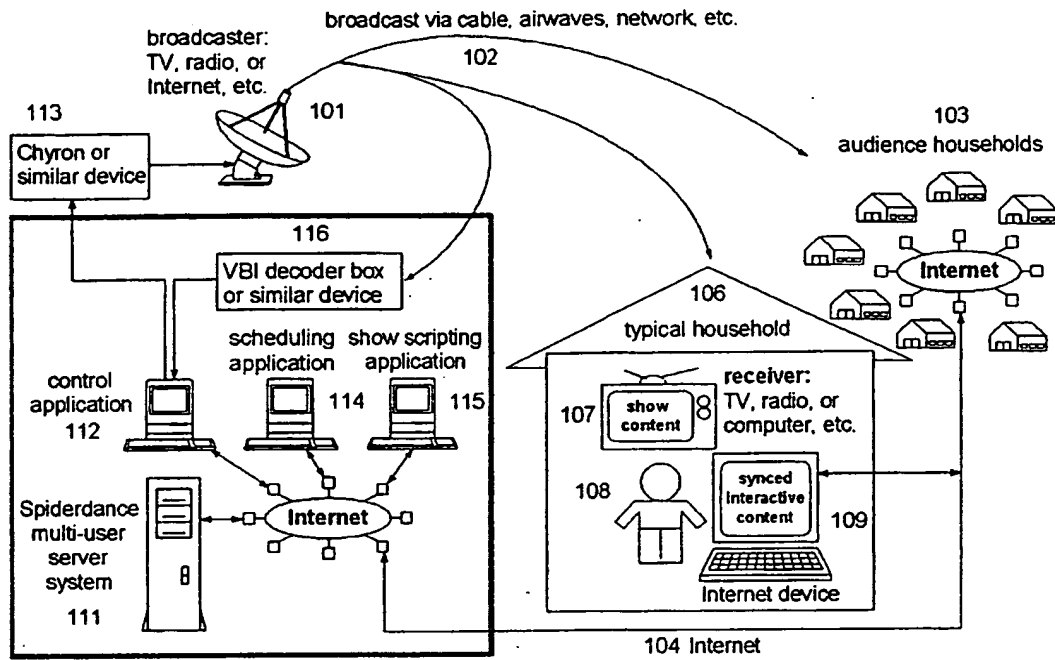 broadcast via cable, airwaves, network, etc.
102
broadcaster:
TV, radio, or
Internet, etc.
101
113
Chyron or
similar device
103
audience households
Internet
116
VBI decoder box
or similar device
106
typical household
scheduling
application
114
show scripting
application
115
control
application
112
receiver:
TV, radio, or
computer, etc.
107
show
content
108
synced
interactive
content
109
Internet device
Spiderdance
multi-user
server
system
111
Internet
104 Internet